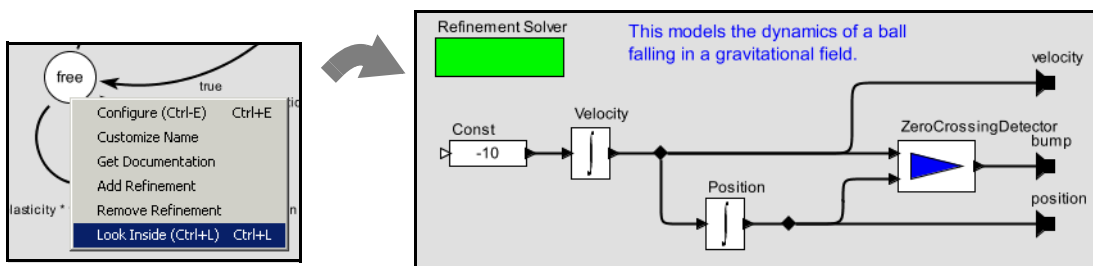 free
true
tic
Configure (Ctrl-E) Ctrl+E
Customize Name
Get Documentation
Add Refinement
Remove Refinement
lasticity * n
Look Inside (Ctrl+L) Ctrl+L
Refinement Solver
This models the dynamics of a ball
falling in a gravitational field.
velocity
Velocity
Const
-10
ZeroCrossingDetector
bump
Position
position